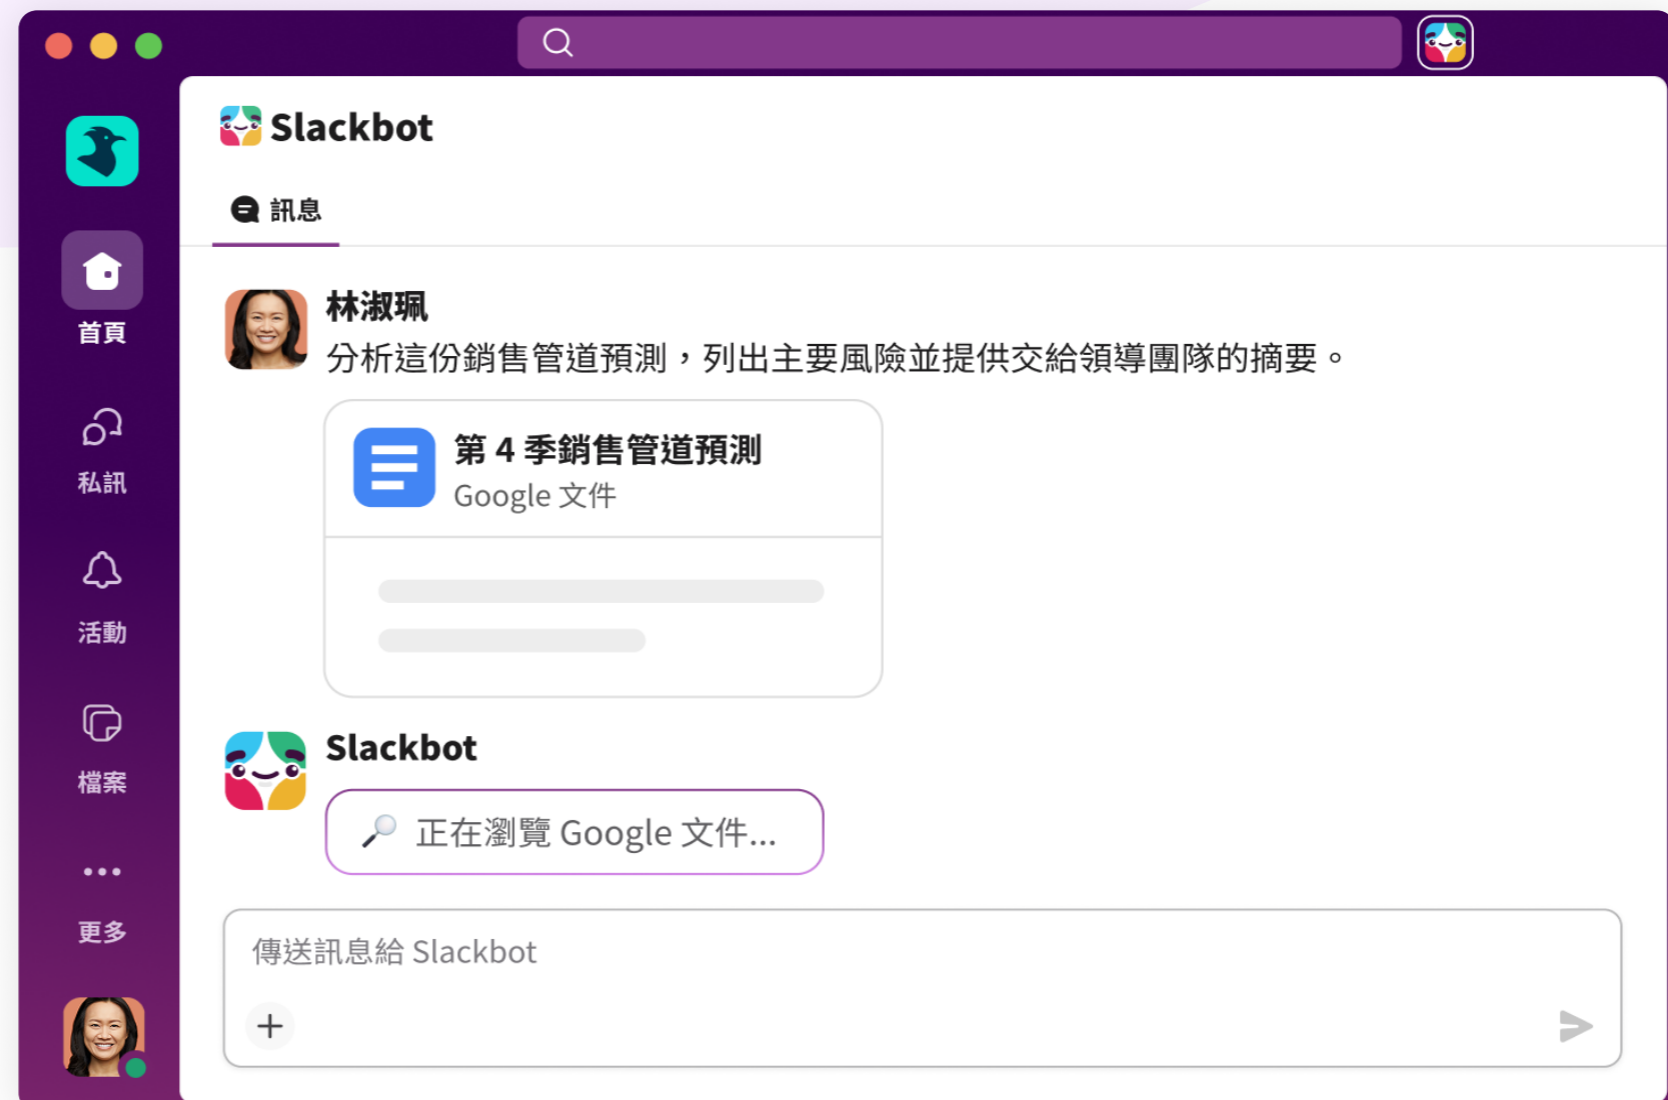 Slackbot
訊息
首頁
私訊
活動
檔案
更多
林淑珮
分析這份銷售管道預測，列出主要風險並提供交給領導團隊的摘要。
第 4 季銷售管道預測
Google 文件
Slackbot
正在瀏覽 Google 文件...
傳送訊息給 Slackbot